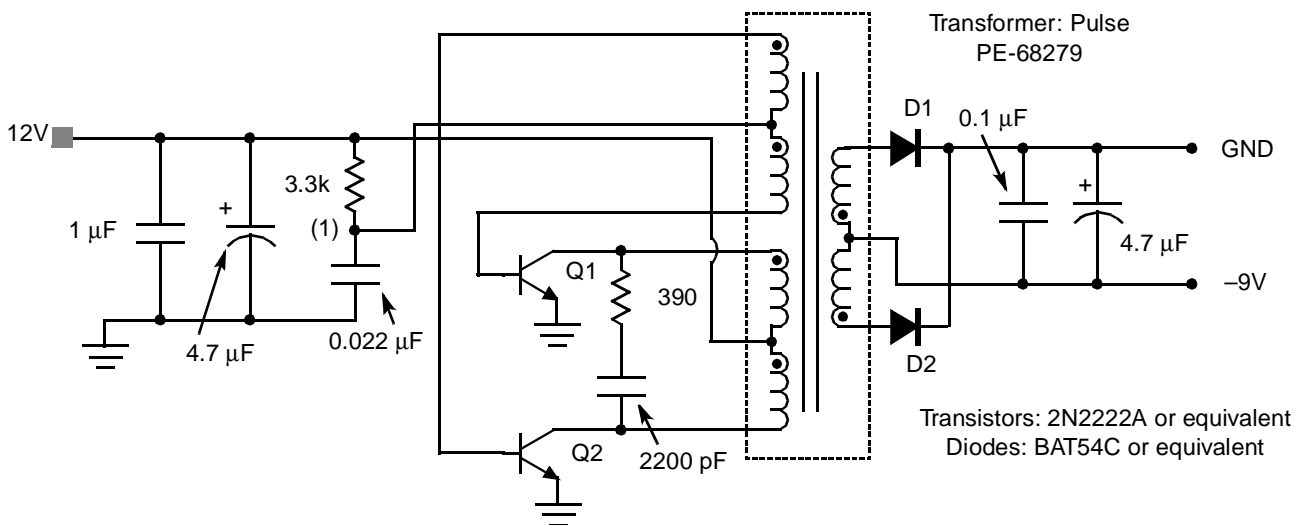 Transformer: Pulse
PE-68279
12V
1 μF
+
4.7 μF
3.3k
(1)
0.022 μF
Q1
390
Q2
2200 pF
D1
D2
0.1 μF
+
4.7 μF
GND
–9V
Transistors: 2N2222A or equivalent
Diodes: BAT54C or equivalent